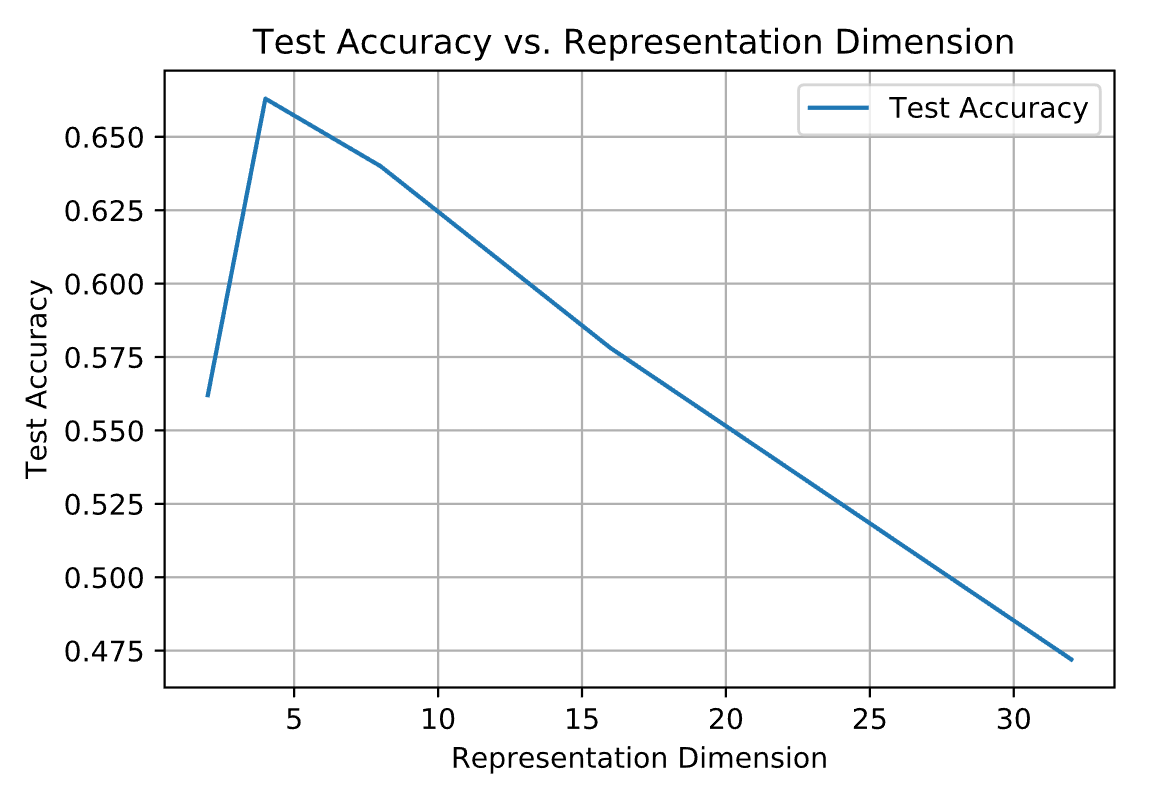 Test Accuracy vs. Representation Dimension
Test Accuracy
0.650
0.625
0.600
0.575
0.550
0.525
0.500
0.475
Test Accuracy
5 10 15 20 25 30
Representation Dimension